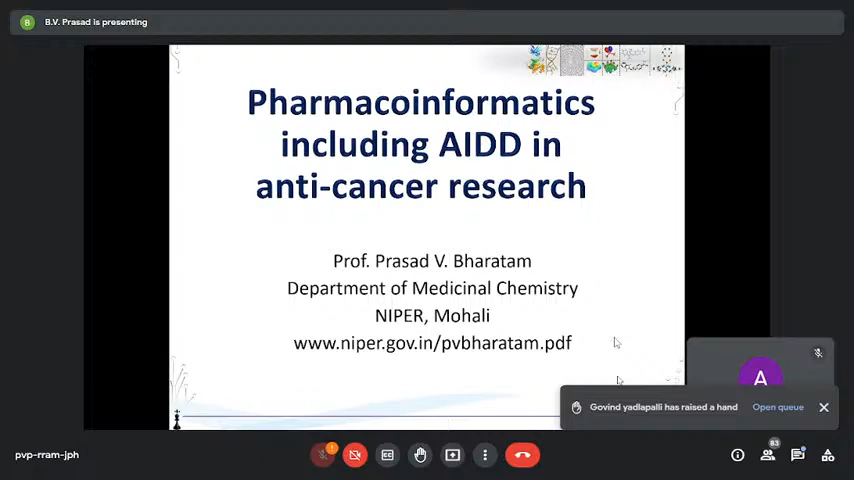 B
B.V. Prasad is presenting
Pharmacoinformatics
including AIDD in
anti-cancer research
Prof. Prasad V. Bharatam
Department of Medicinal Chemistry
NIPER, Mohali
www.niper.gov.in/pvbharatam.pdf
A
Govind yadlapalli has raised a hand
Open queue
pvp-rram-jph
!
CC
83